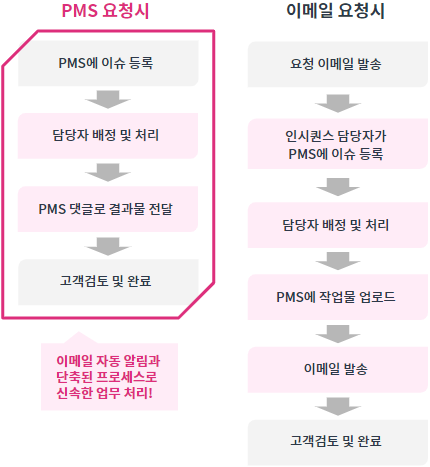 PMS 요청시
PMS에 이슈 등록
담당자 배정 및 처리
PMS 댓글로 결과물 전달
고객검토 및 완료
이메일 자동 알림과
단축된 프로세스로
신속한 업무 처리!
이메일 요청시
요청 이메일 발송
인시퀀스 담당자가
PMS에 이슈 등록
담당자 배정 및 처리
PMS에 작업물 업로드
이메일 발송
고객검토 및 완료